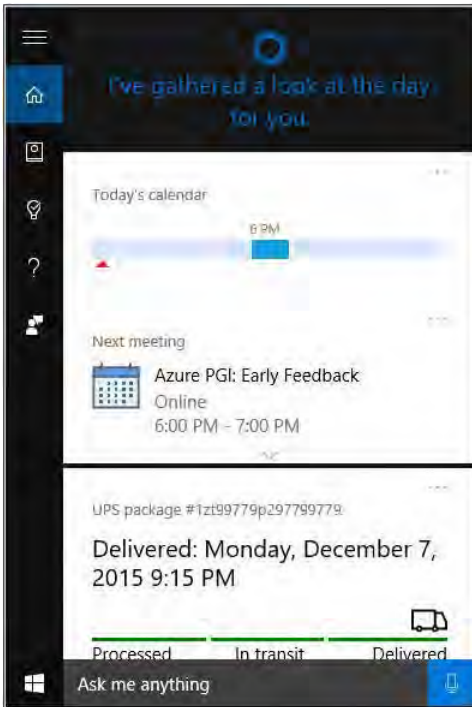 I've gathered a look at the day
for you.
Today's calendar
6 PM
Next meeting
Azure PGI: Early Feedback
Online
6:00 PM - 7:00 PM
UPS package #1zt99779p297799779
Delivered: Monday, December 7,
2015 9:15 PM
Processed In transit Delivered
Ask me anything